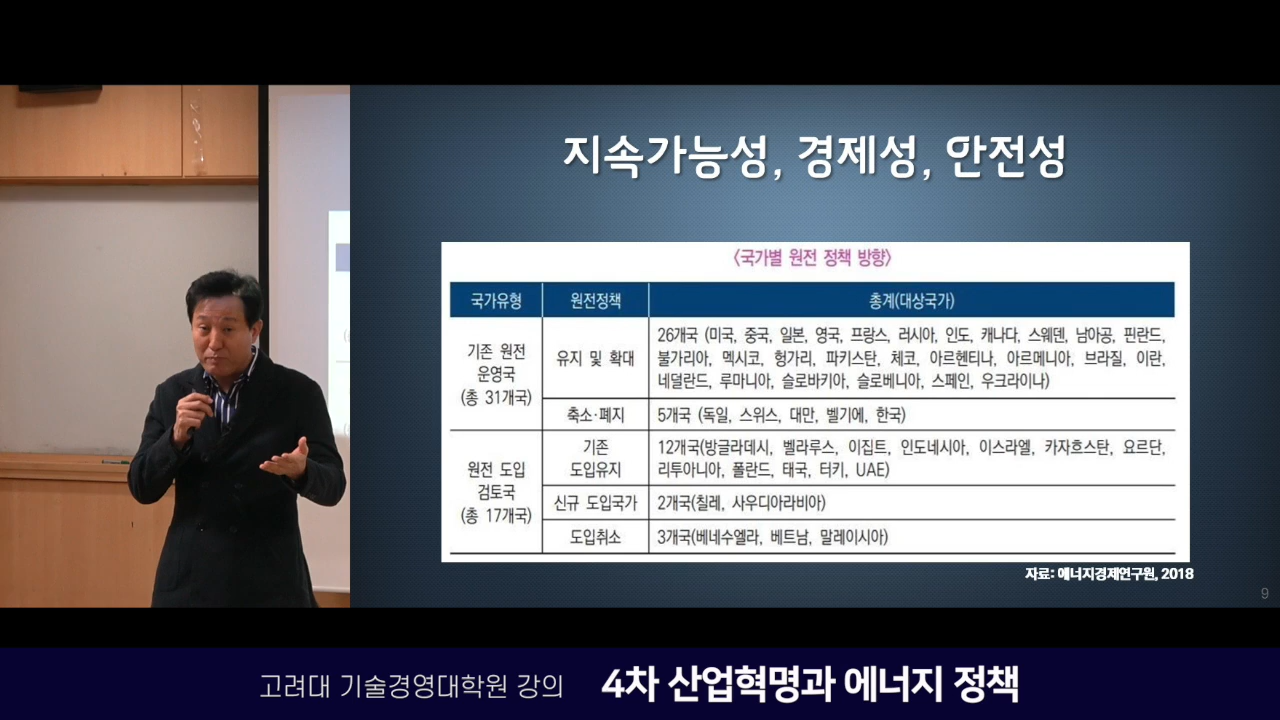 지속가능성, 경제성, 안전성
〈국가별 원전 정책 방향〉
국가유형 원전정책 총계(대상국가)
기존 원전
운영국
(총 31개국)
유지 및 확대
26개국 (미국, 중국, 일본, 영국, 프랑스, 러시아, 인도, 캐나다, 스웨덴, 남아공, 핀란드,
불가리아, 멕시코, 헝가리, 파키스탄, 체코, 아르헨티나, 아르메니아, 브라질, 이란,
네덜란드, 루마니아, 슬로바키아, 슬로베니아, 스페인, 우크라이나)
축소·폐지 5개국 (독일, 스위스, 대만, 벨기에, 한국)
원전 도입
검토국
(총 17개국)
기존
도입유지
12개국(방글라데시, 벨라루스, 이집트, 인도네시아, 이스라엘, 카자흐스탄, 요르단,
리투아니아, 폴란드, 태국, 터키, UAE)
신규 도입국가 2개국(칠레, 사우디아라비아)
도입취소 3개국(베네수엘라, 베트남, 말레이시아)
자료: 에너지경제연구원, 2018
9
고려대 기술경영대학원 강의 4차 산업혁명과 에너지 정책